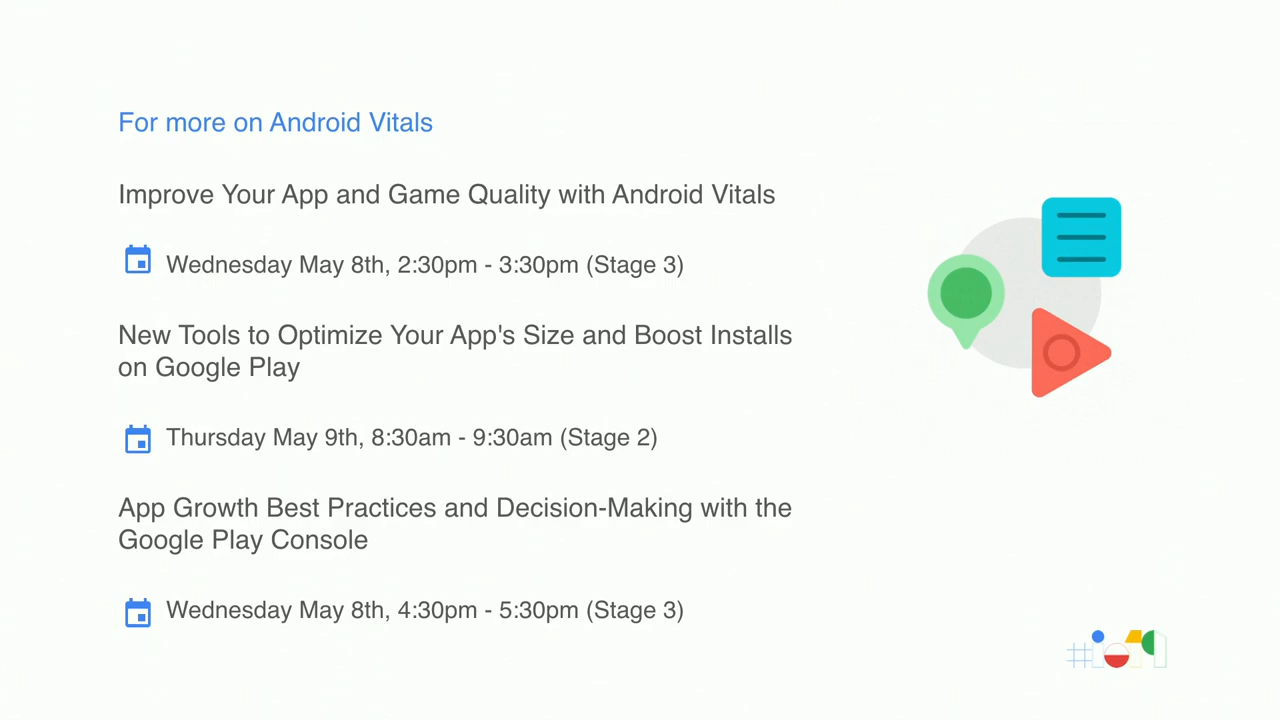 For more on Android Vitals
Improve Your App and Game Quality with Android Vitals
Wednesday May 8th, 2:30pm - 3:30pm (Stage 3)
New Tools to Optimize Your App's Size and Boost Installs
on Google Play
Thursday May 9th, 8:30am - 9:30am (Stage 2)
App Growth Best Practices and Decision-Making with the
Google Play Console
Wednesday May 8th, 4:30pm - 5:30pm (Stage 3)
#io19